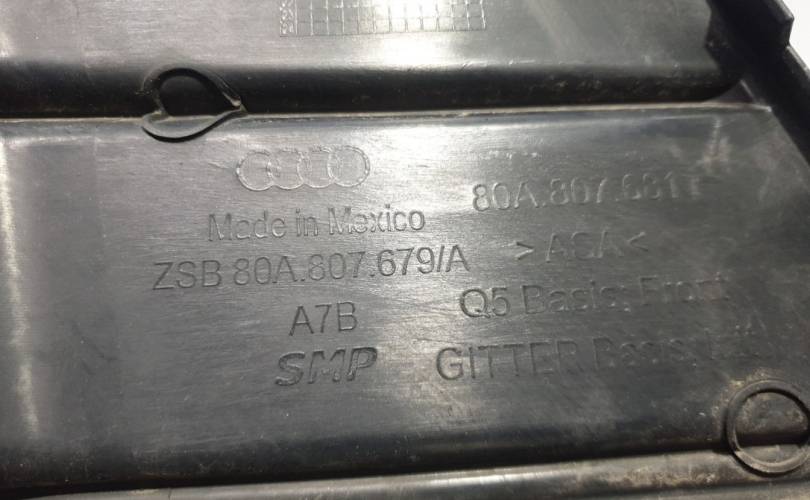 Made in Mexico
ZSB 80A.807.679/A
A7B
SMP
80A.807.681
>ASA<
Q5 Basis: Front
GITTER Basis